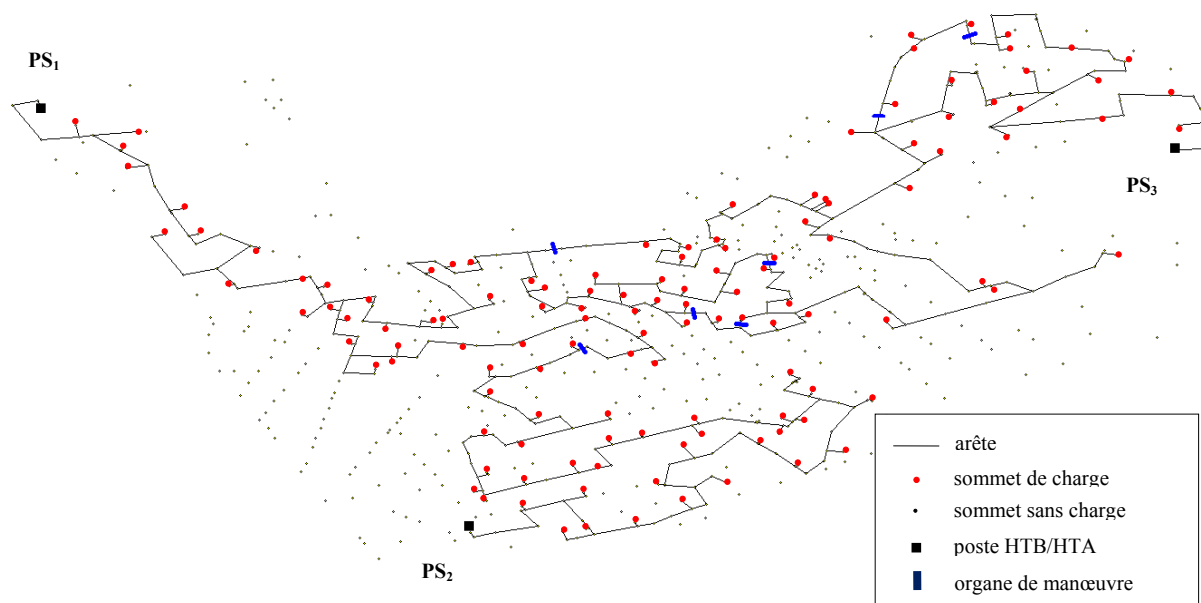 PS1
PS3
PS2
arête
sommet de charge
sommet sans charge
poste HTB/HTA
organe de manœuvre